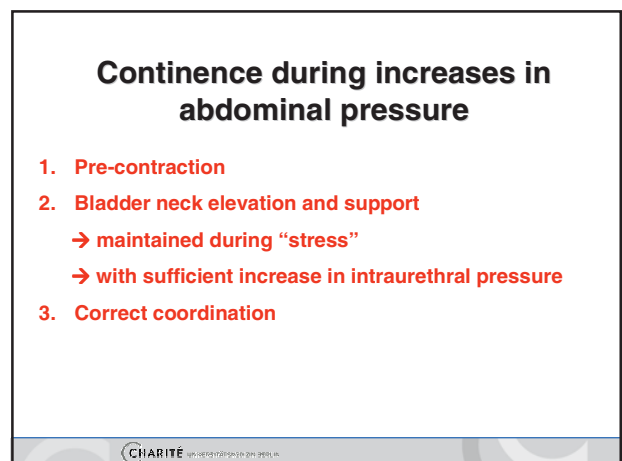 Continence during increases in
abdominal pressure
1. Pre-contraction
2. Bladder neck elevation and support
→ maintained during “stress”
→ with sufficient increase in intraurethral pressure
3. Correct coordination
CHARITÉ